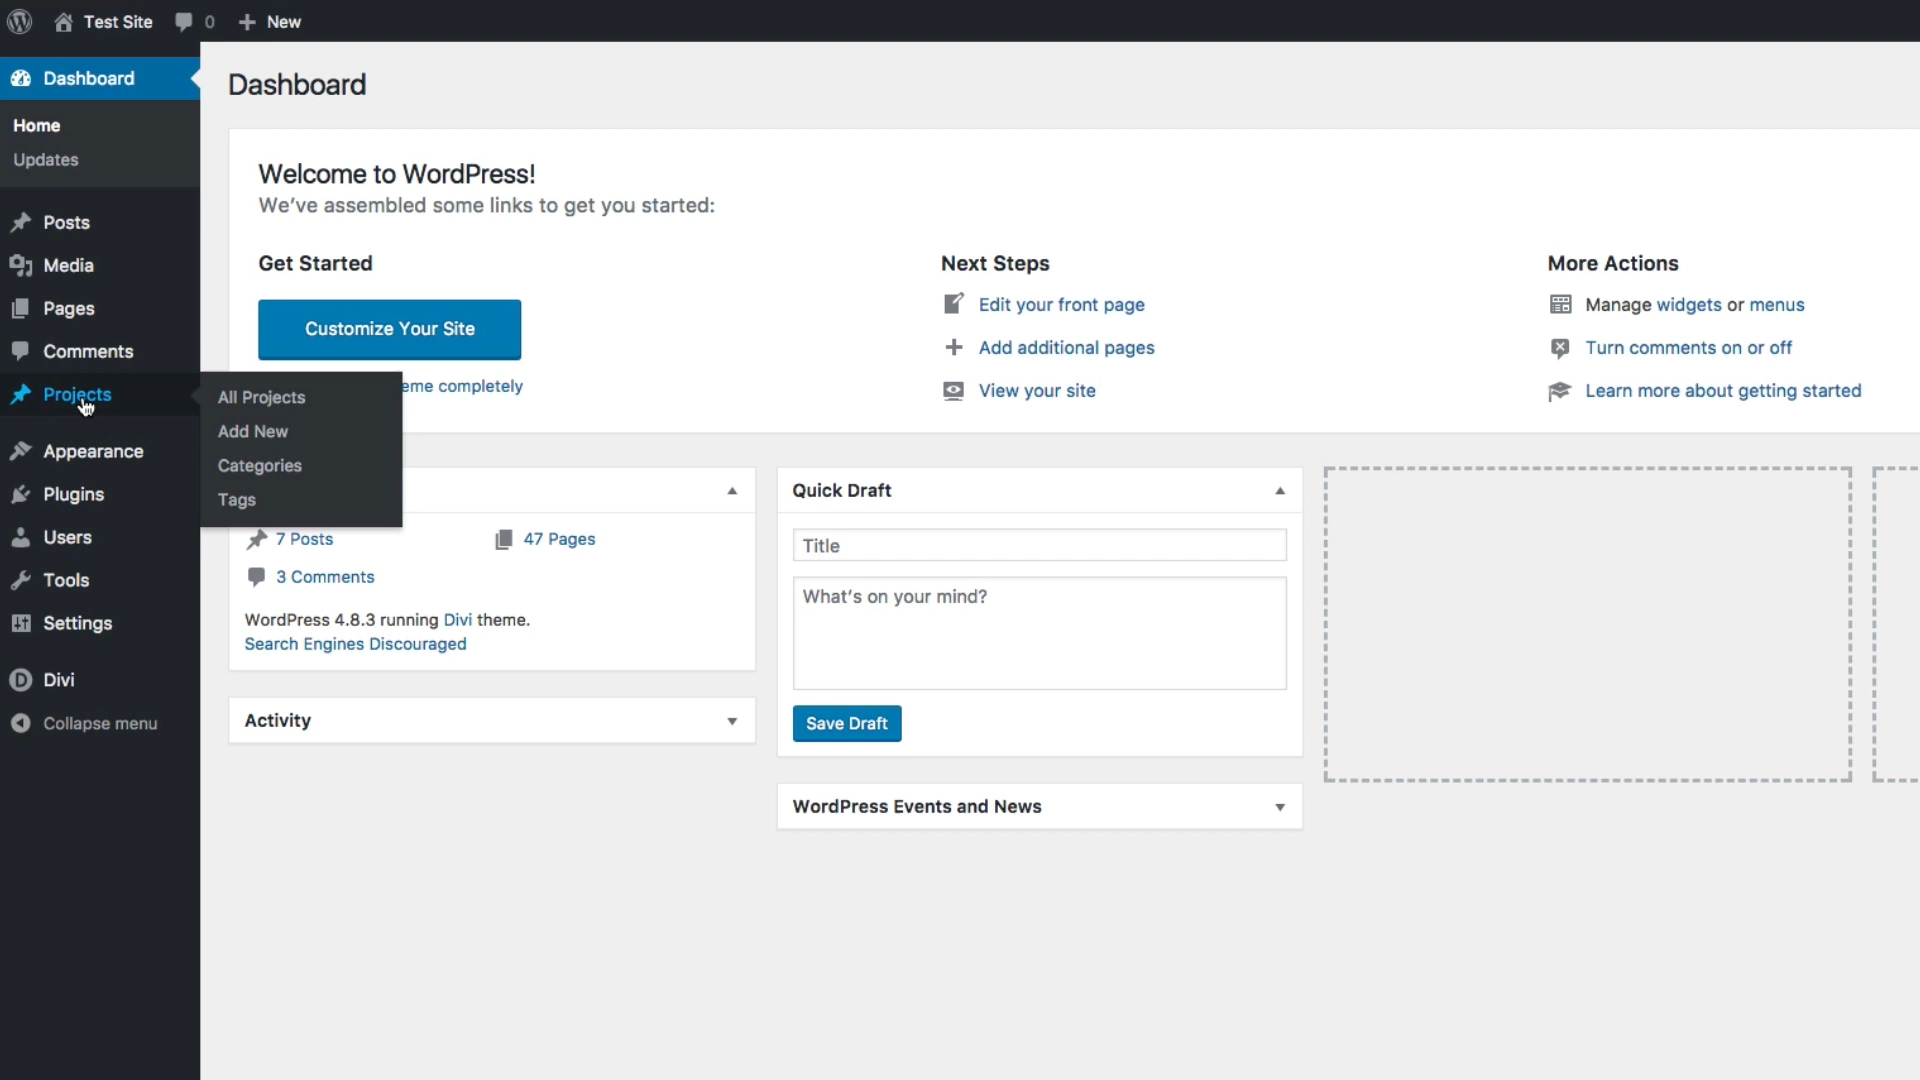 Test Site 0 New
Dashboard
Home
Updates
Posts
Media
Pages
Comments
Projects
Appearance
Plugins
Users
Tools
Settings
Divi
Collapse menu
All Projects
Add New
Categories
Tags
Dashboard
Welcome to WordPress!
We've assembled some links to get you started:
Get Started
Customize Your Site
eme completely
Next Steps
Edit your front page
Add additional pages
View your site
More Actions
Manage widgets or menus
Turn comments on or off
Learn more about getting started
7 Posts
47 Pages
3 Comments
WordPress 4.8.3 running Divi theme.
Search Engines Discouraged
Activity
Quick Draft
Title
What's on your mind?
Save Draft
WordPress Events and News